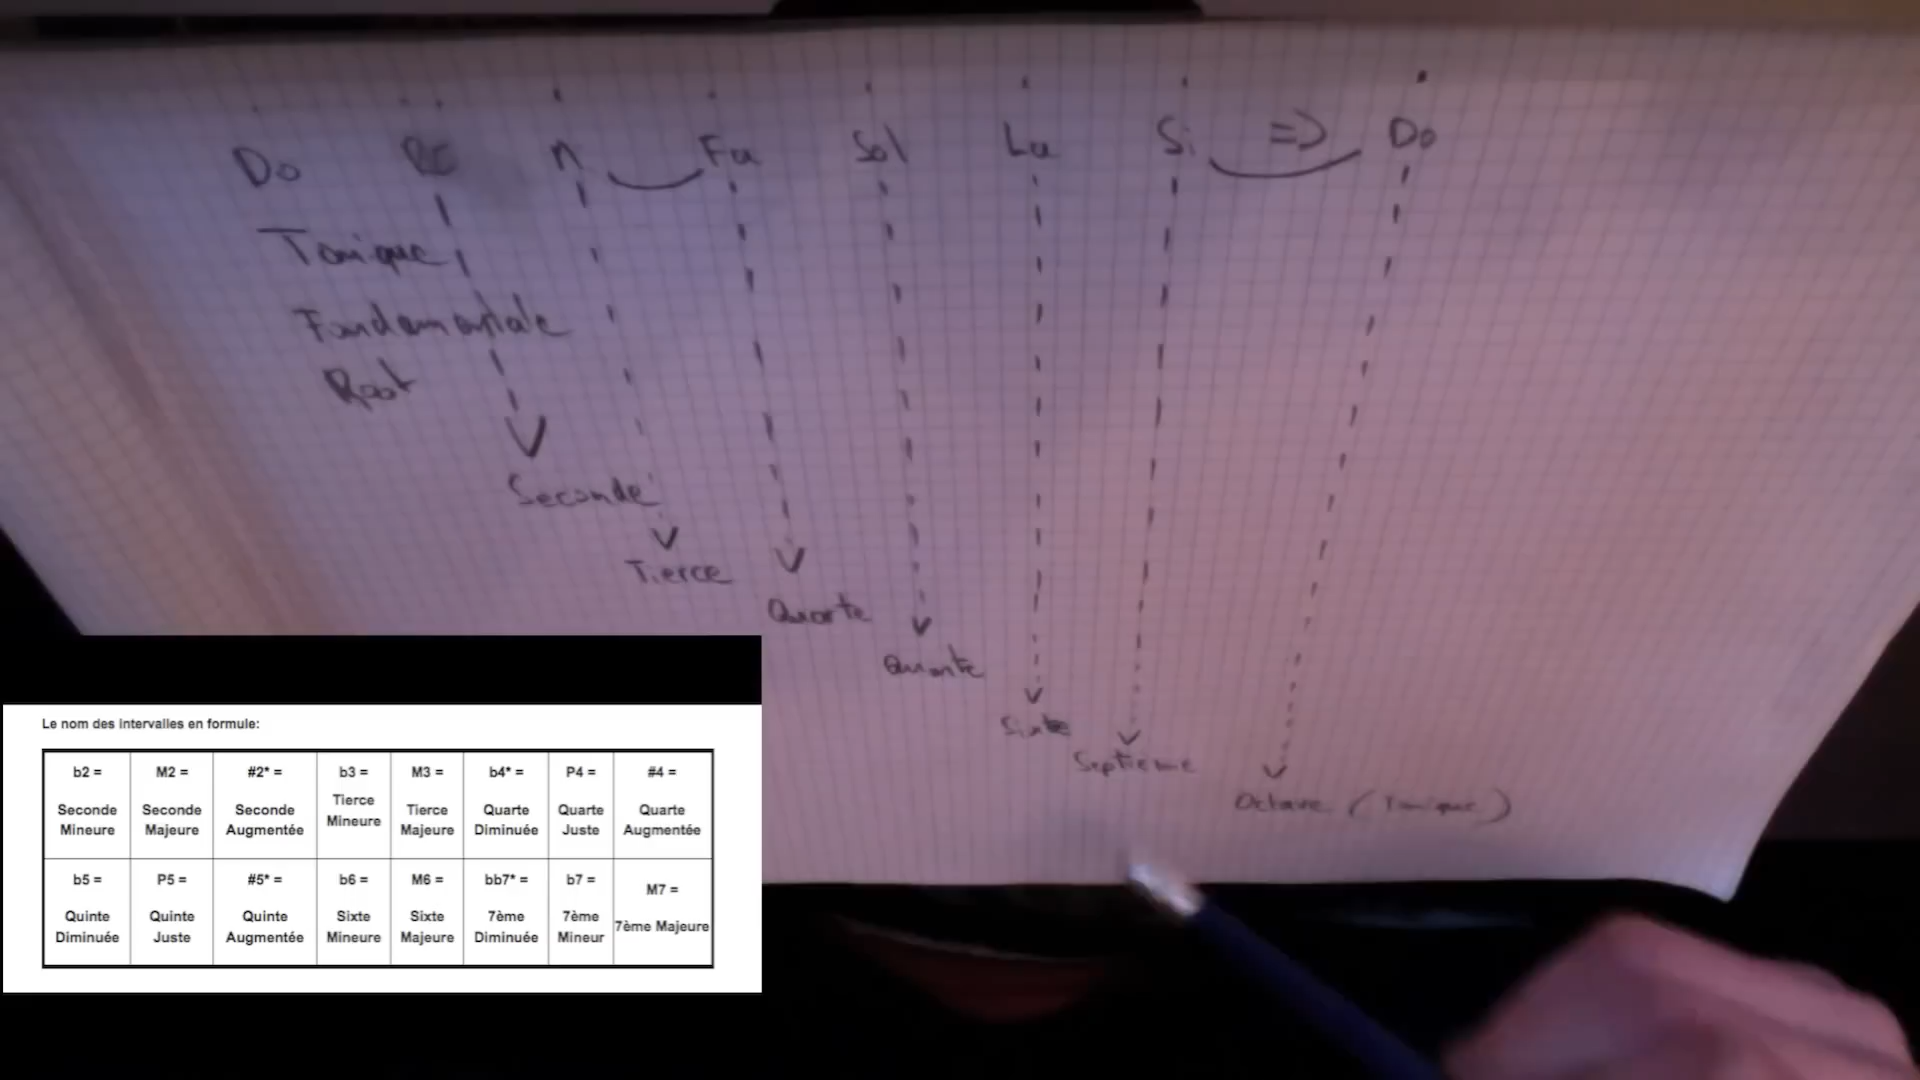 Do Ré Mi Fa Sol La Si => Do
Tonique
Fondamentale
Root
Seconde
Tierce
Quarte
Quinte
Sixte
Septième
Octave (Tonique)
Le nom des intervalles en formule:
b2 = M2 = #2* = b3 = M3 = b4* = P4 = #4 =
Seconde Seconde Seconde Tierce Tierce Quarte Quarte Quarte
Mineure Majeure Augmentée Mineure Majeure Diminuée Juste Augmentée
b5 = P5 = #5* = b6 = M6 = bb7* = b7 = M7 =
Quinte Quinte Quinte Sixte Sixte 7ème 7ème 7ème Majeure
Diminuée Juste Augmentée Mineure Majeure Diminuée Mineur